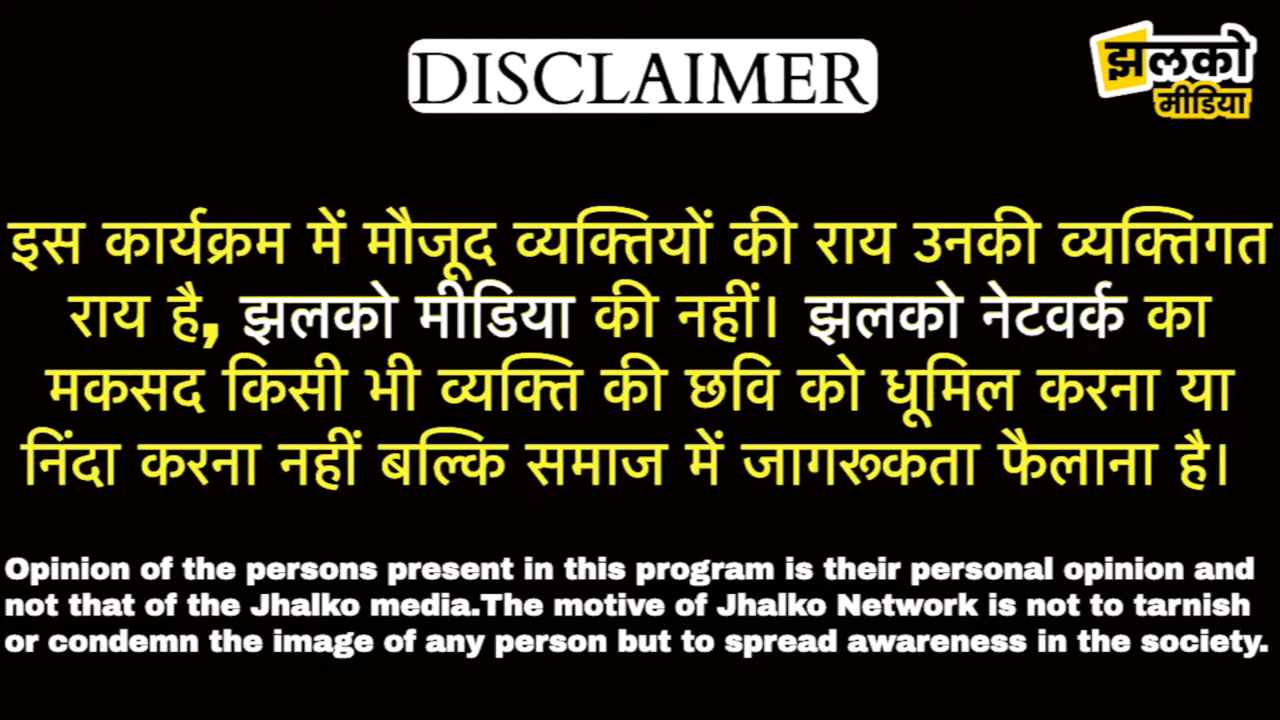 DISCLAIMER
झलको
मीडिया
इस कार्यक्रम में मौजूद व्यक्तियों की राय उनकी व्यक्तिगत
राय है, झलको मीडिया की नहीं। झलको नेटवर्क का
मकसद किसी भी व्यक्ति की छवि को धूमिल करना या
निंदा करना नहीं बल्कि समाज में जागरूकता फैलाना है।
Opinion of the persons present in this program is their personal opinion and
not that of the Jhalko media.The motive of Jhalko Network is not to tarnish
or condemn the image of any person but to spread awareness in the society.